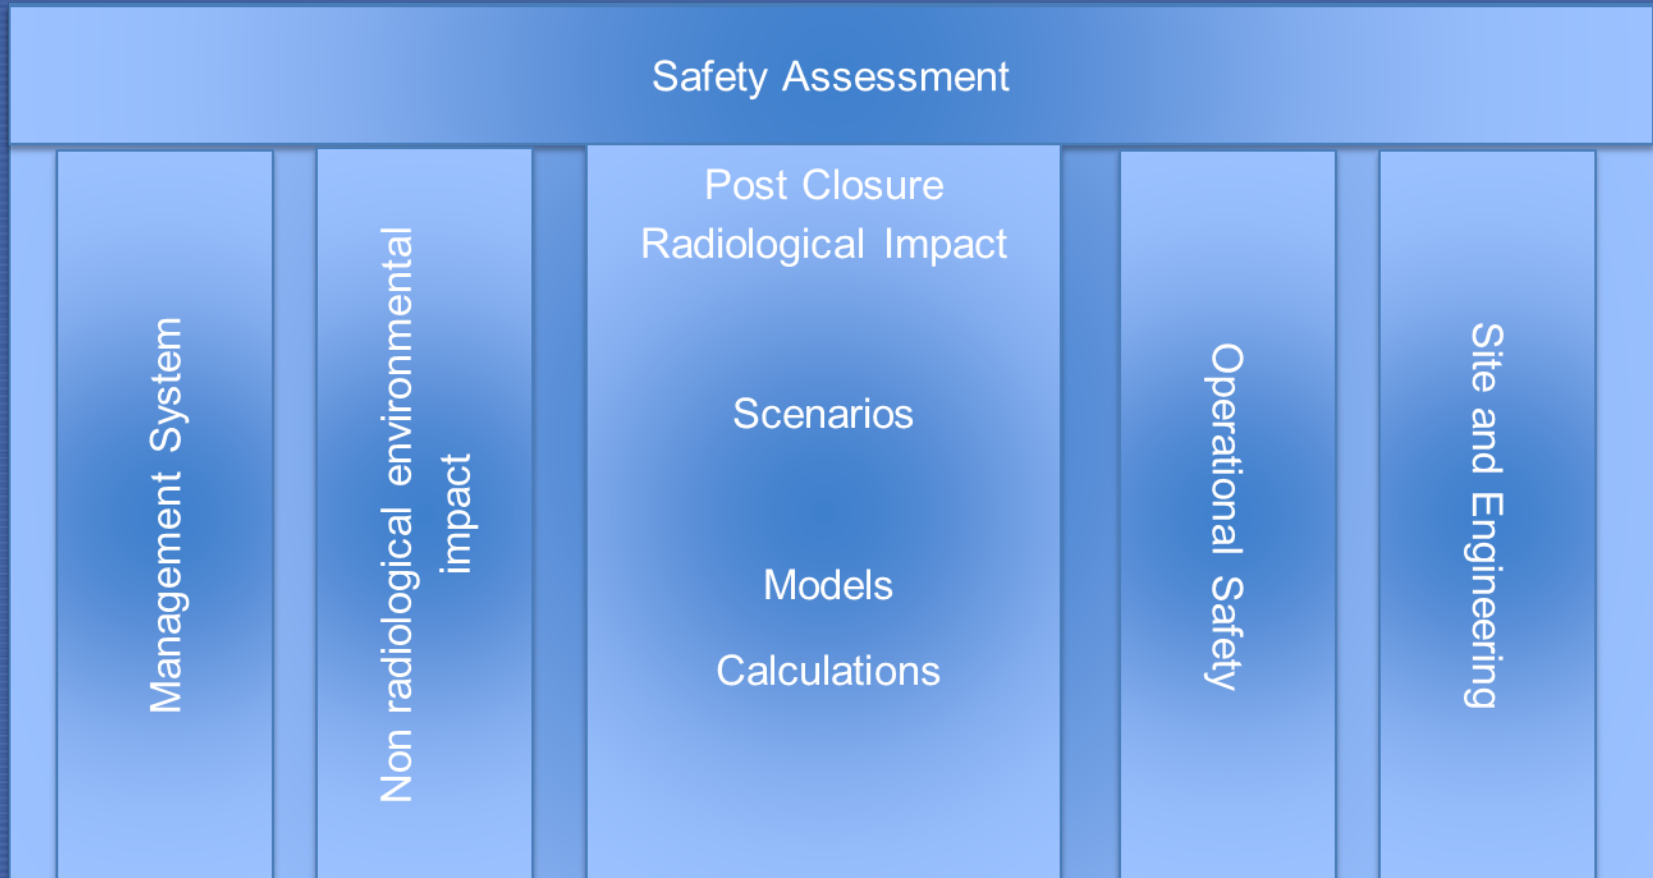 Safety Assessment
Management System
Non radiological environmental
impact
Post Closure
Radiological Impact
Scenarios
Models
Calculations
Operational Safety
Site and Engineering